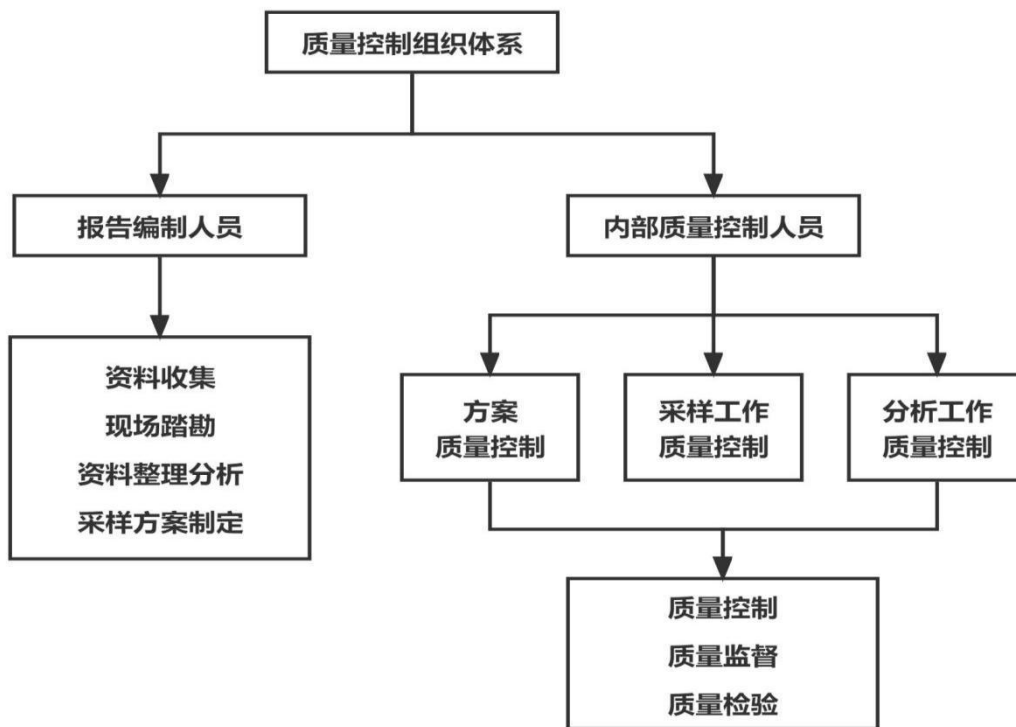 质量控制组织体系
报告编制人员
内部质量控制人员
资料收集
现场踏勘
资料整理分析
采样方案制定
方案
质量控制
采样工作
质量控制
分析工作
质量控制
质量控制
质量监督
质量检验